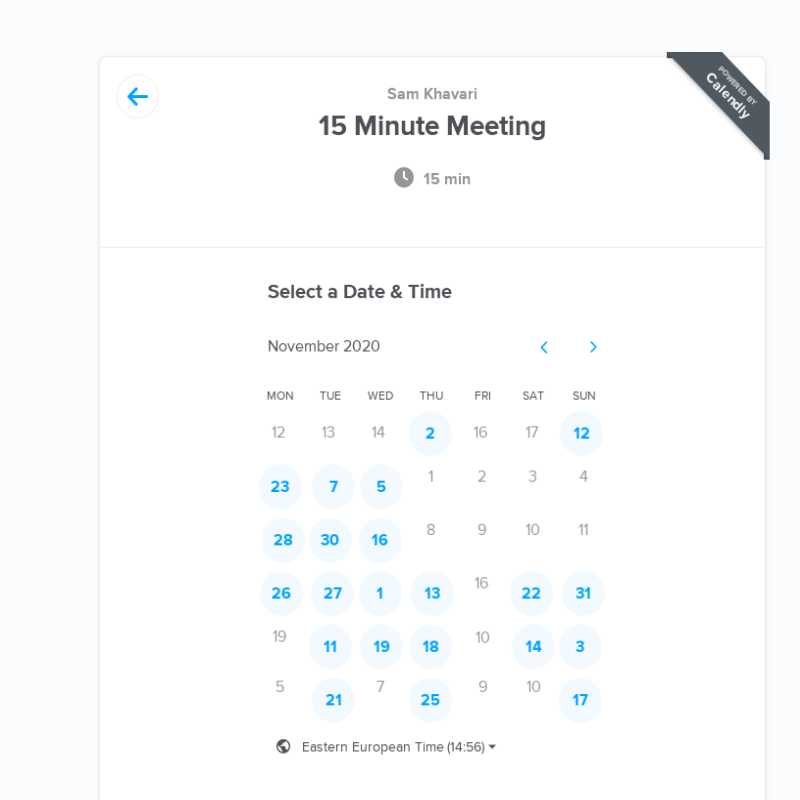 POWERED BY
Calendly
Sam Khavari
15 Minute Meeting
15 min
Select a Date & Time
November 2020
MON TUE WED THU FRI SAT SUN
12 13 14 2 16 17 12
23 7 5 1 2 3 4
28 30 16 8 9 10 11
26 27 1 13 16 22 31
19 11 19 18 10 14 3
5 21 7 25 9 10 17
Eastern European Time (14:56)